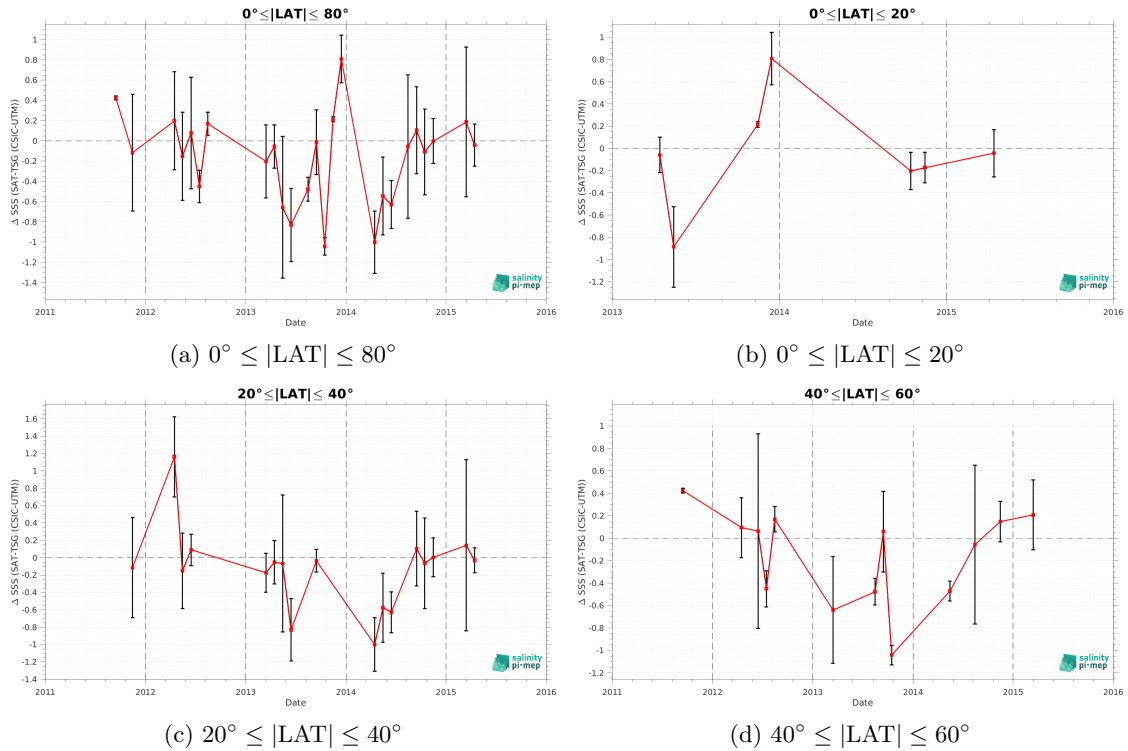 0°≤|LAT|≤ 80°
Δ SSS (SAT-TSG (CSIC-UTM))
1
0.8
0.6
0.4
0.2
0
-0.2
-0.4
-0.6
-0.8
-1
-1.2
-1.4
2011 2012 2013 2014 2015 2016
Date
salinity
pi-mep
(a) 0° ≤ |LAT| ≤ 80°
0°≤|LAT|≤ 20°
Δ SSS (SAT-TSG (CSIC-UTM))
1
0.8
0.6
0.4
0.2
0
-0.2
-0.4
-0.6
-0.8
-1
-1.2
2013 2014 2015 2016
Date
salinity
pi-mep
(b) 0° ≤ |LAT| ≤ 20°
20°≤|LAT|≤ 40°
Δ SSS (SAT-TSG (CSIC-UTM))
1.6
1.4
1.2
1
0.8
0.6
0.4
0.2
0
-0.2
-0.4
-0.6
-0.8
-1
-1.2
-1.4
2011 2012 2013 2014 2015 2016
Date
salinity
pi-mep
(c) 20° ≤ |LAT| ≤ 40°
40°≤|LAT|≤ 60°
Δ SSS (SAT-TSG (CSIC-UTM))
1
0.8
0.6
0.4
0.2
0
-0.2
-0.4
-0.6
-0.8
-1
-1.2
2011 2012 2013 2014 2015 2016
Date
salinity
pi-mep
(d) 40° ≤ |LAT| ≤ 60°